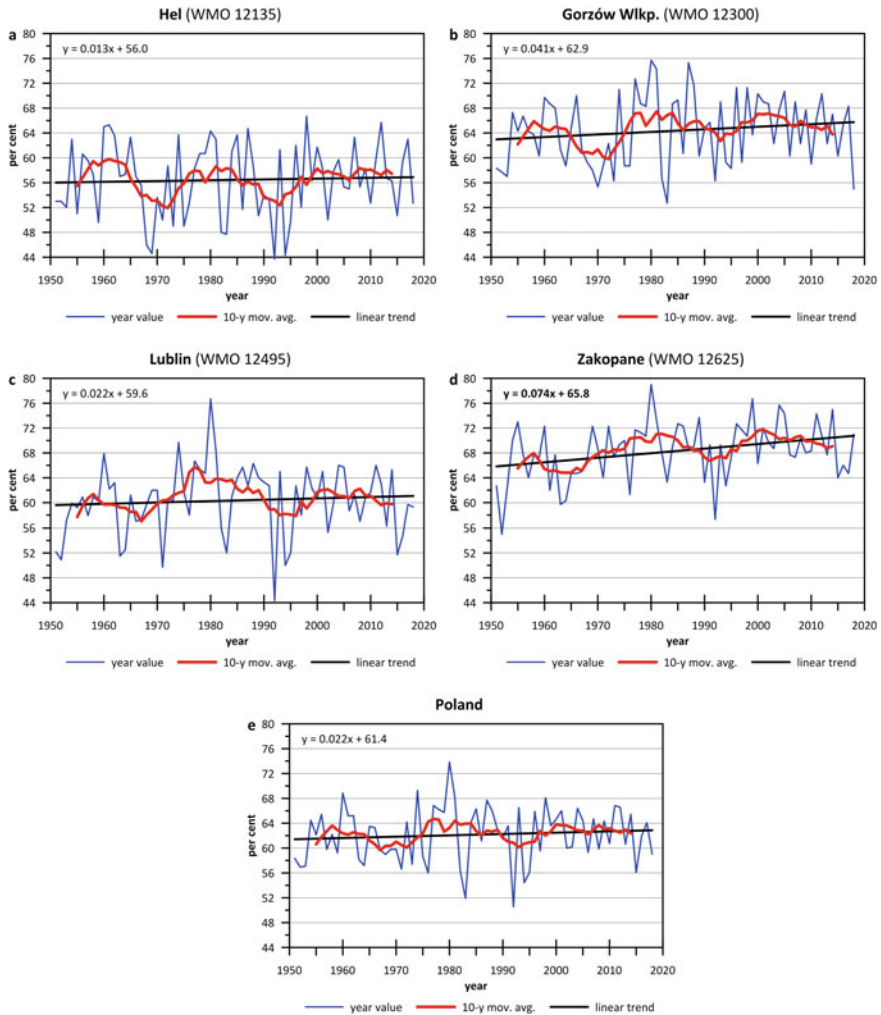 Hel (WMO 12135)
a
y = 0.013x + 56.0
80
76
72
68
64
60
56
52
48
44
per cent
1950 1960 1970 1980 1990 2000 2010 2020
year
year value 10-y mov. avg. linear trend
Gorzów Wlkp. (WMO 12300)
b
y = 0.041x + 62.9
80
76
72
68
64
60
56
52
48
44
per cent
1950 1960 1970 1980 1990 2000 2010 2020
year
year value 10-y mov. avg. linear trend
Lublin (WMO 12495)
c
y = 0.022x + 59.6
80
76
72
68
64
60
56
52
48
44
per cent
1950 1960 1970 1980 1990 2000 2010 2020
year
year value 10-y mov. avg. linear trend
Zakopane (WMO 12625)
d
y = 0.074x + 65.8
80
76
72
68
64
60
56
52
48
44
per cent
1950 1960 1970 1980 1990 2000 2010 2020
year
year value 10-y mov. avg. linear trend
Poland
e
y = 0.022x + 61.4
80
76
72
68
64
60
56
52
48
44
per cent
1950 1960 1970 1980 1990 2000 2010 2020
year
year value 10-y mov. avg. linear trend